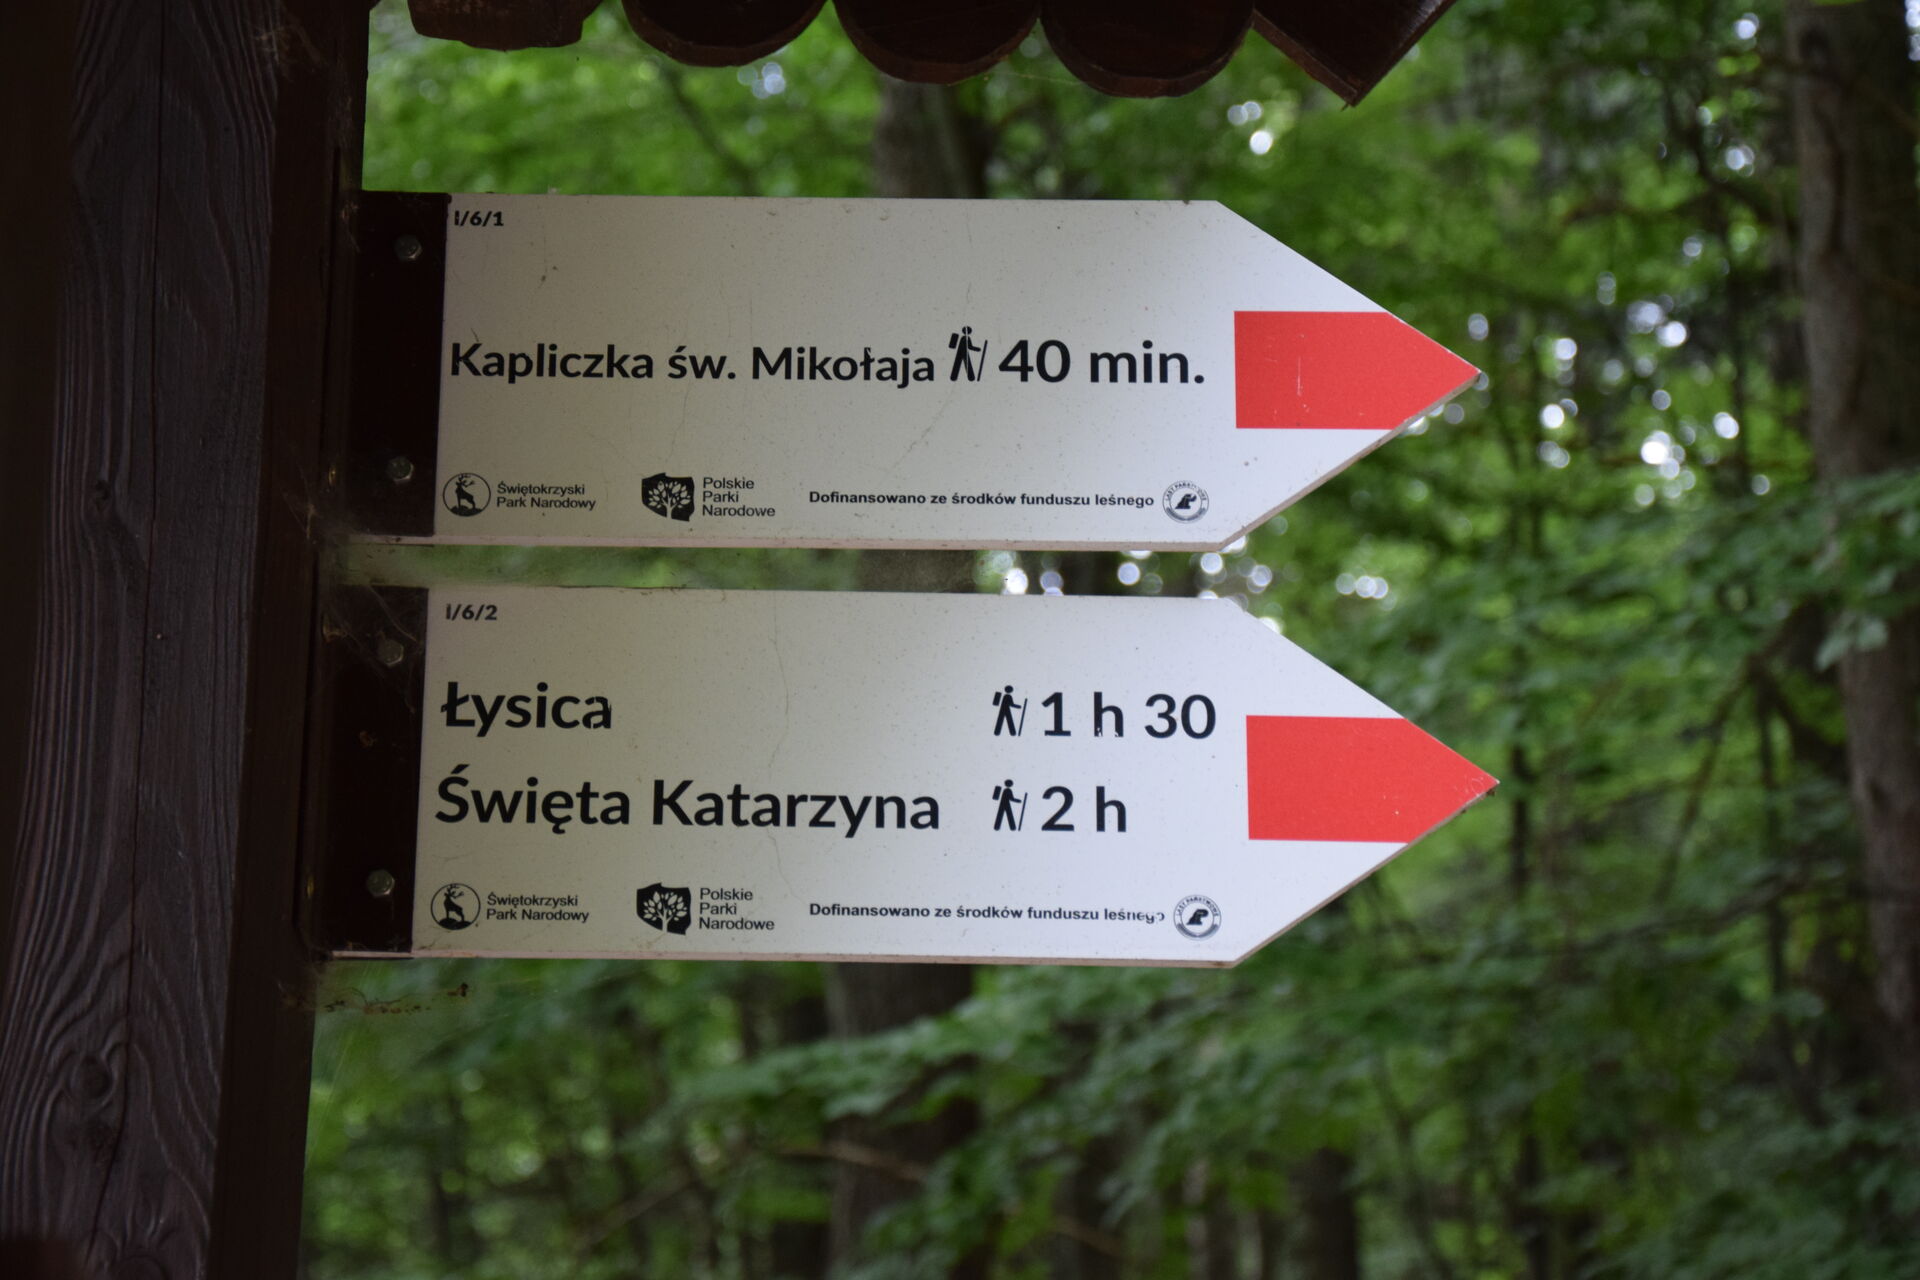 I/6/1
Kapliczka św. Mikołaja 40 min.
Świętokrzyski
Park Narodowy
Polskie
Parki
Narodowe
Dofinansowano ze środków funduszu leśnego
I/6/2
Łysica 1 h 30
Święta Katarzyna 2 h
Świętokrzyski
Park Narodowy
Polskie
Parki
Narodowe
Dofinansowano ze środków funduszu leśnego